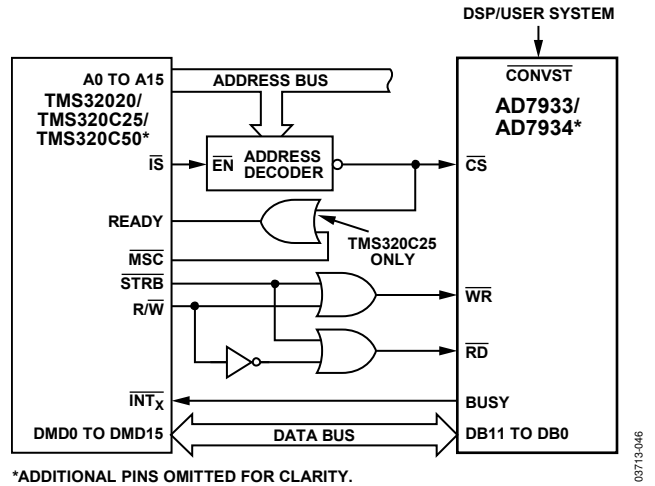 DSP/USER SYSTEM
A0 TO A15
ADDRESS BUS
CONVST
TMS32020/
TMS320C25/
TMS320C50*
AD7933/
AD7934*
IS
EN
ADDRESS
DECODER
CS
READY
TMS320C25
ONLY
MSC
STRB
R/W
WR
RD
INTX
BUSY
DMD0 TO DMD15
DATA BUS
DB11 TO DB0
*ADDITIONAL PINS OMITTED FOR CLARITY.
03713-046